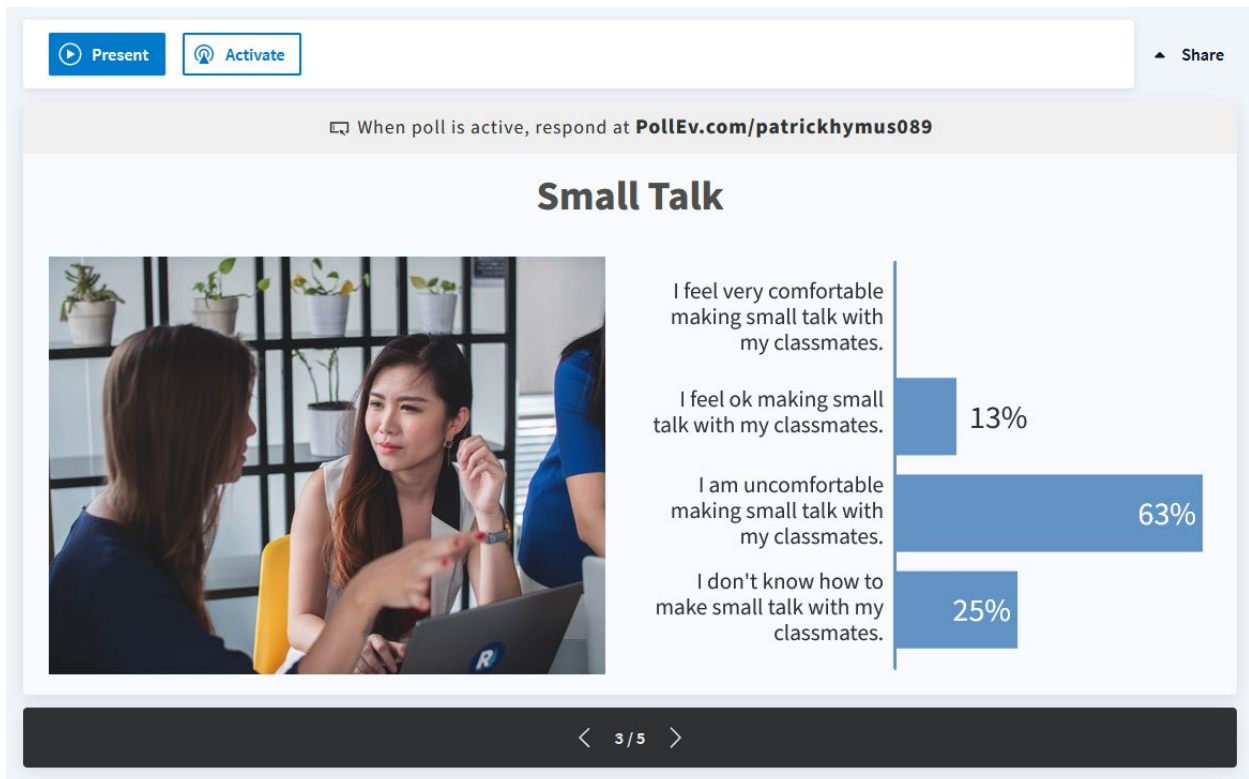 Present
Activate
Share
When poll is active, respond at PollEv.com/patrickhymus089
Small Talk
I feel very comfortable
making small talk with
my classmates.
I feel ok making small
talk with my classmates.
13%
I am uncomfortable
making small talk with
my classmates.
63%
I don't know how to
make small talk with my
classmates.
25%
R
3/5